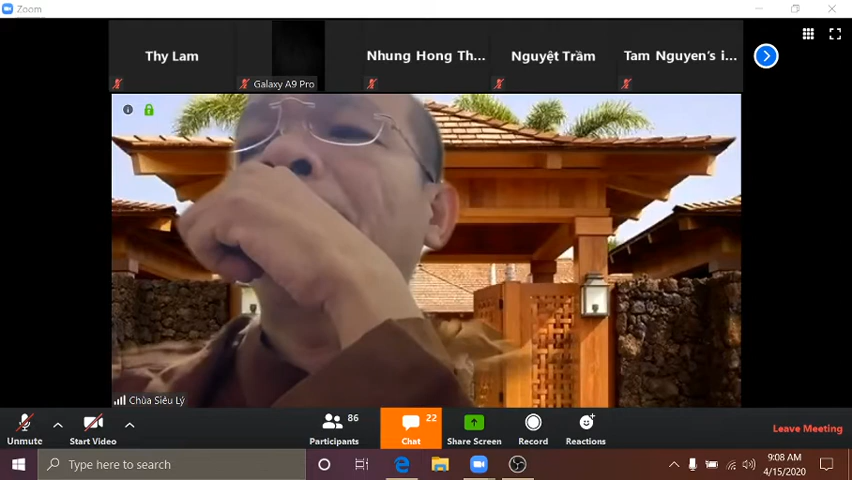 Zoom
Thy Lam
Galaxy A9 Pro
Nhung Hong Th...
Nguyệt Trầm
Tam Nguyen's i...
Chùa Siêu Lý
Unmute
Start Video
86
Participants
22
Chat
Share Screen
Record
Reactions
Leave Meeting
Type here to search
9:08 AM
4/15/2020